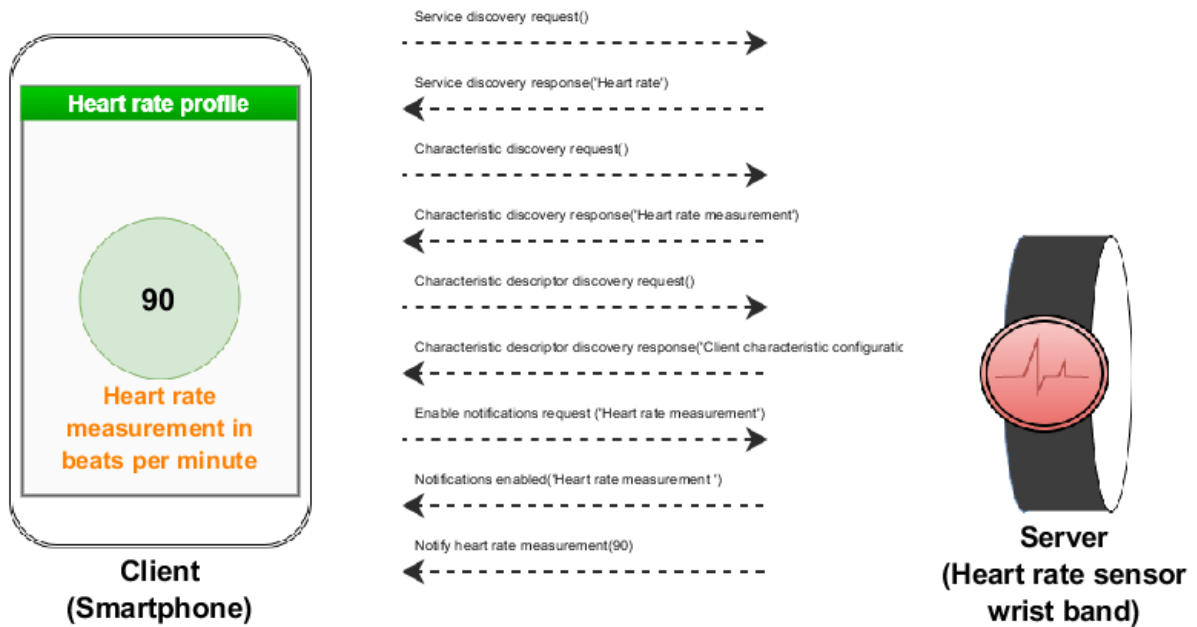 Service discovery request()
Service discovery response('Heart rate')
Heart rate profile
Characteristic discovery request()
Characteristic discovery response('Heart rate measurement')
Characteristic descriptor discovery request()
90
Characteristic descriptor discovery response('Client characteristic configuratic
Heart rate
measurement in
beats per minute
Enable notifications request ('Heart rate measurement')
Notifications enabled('Heart rate measurement ')
Notify heart rate measurement(90)
Client
(Smartphone)
Server
(Heart rate sensor
wrist band)